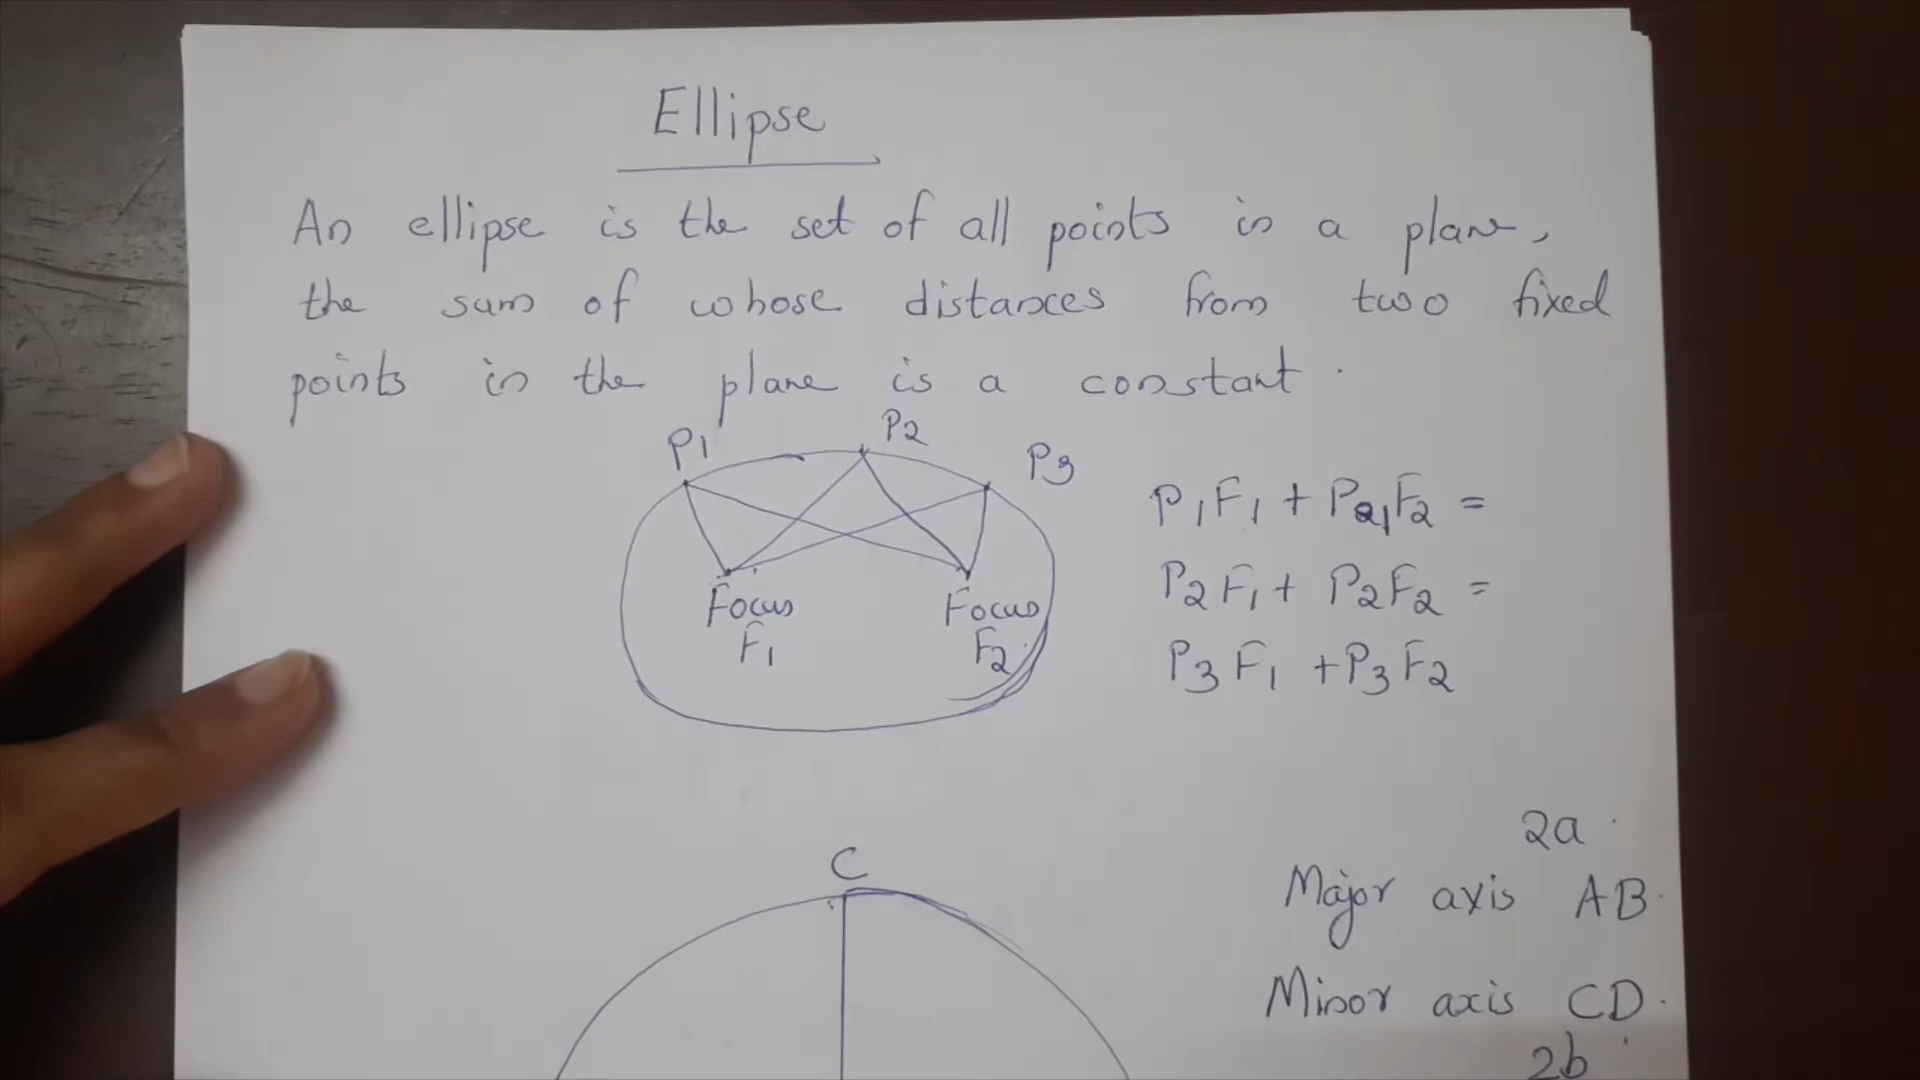 Ellipse
An ellipse is the set of all points in a plane,
the sum of whose distances from two fixed
points in the plane is a constant.
P1 P2 P3
Focus F1
Focus F2
P1F1 + P1F2 =
P2F1 + P2F2 =
P3F1 + P3F2
C
2a
Major axis AB.
Minor axis CD.
2b